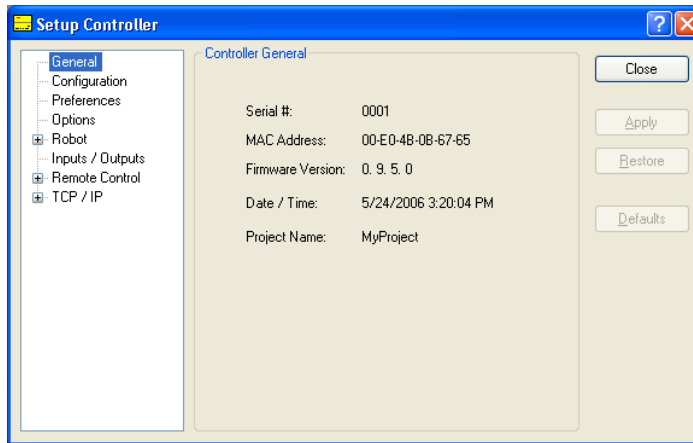 Setup Controller
General
Configuration
Preferences
Options
Robot
Inputs / Outputs
Remote Control
TCP / IP
Controller General
Serial #: 0001
MAC Address: 00-E0-4B-0B-67-65
Firmware Version: 0. 9. 5. 0
Date / Time: 5/24/2006 3:20:04 PM
Project Name: MyProject
Close
Apply
Restore
Defaults